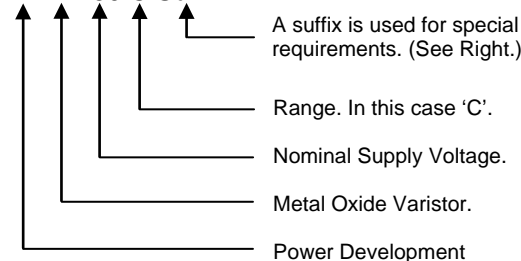 A suffix is used for special
requirements. (See Right.)
Range. In this case ‘C’.
Nominal Supply Voltage.
Metal Oxide Varistor.
Power Development